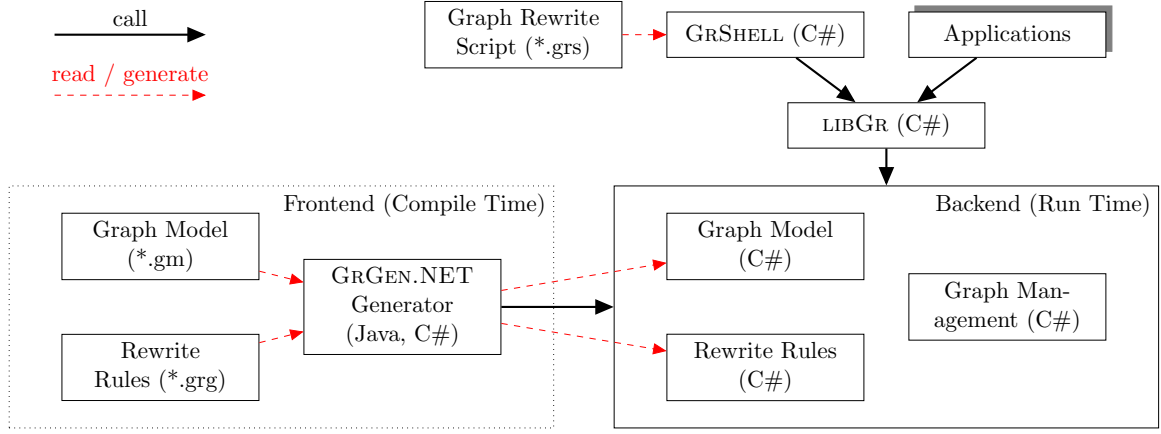 call
read / generate
Graph Rewrite
Script (*.grs)
GRSHELL (C#)
Applications
LIBGR (C#)
Frontend (Compile Time)
Graph Model
(*.gm)
GRGEN.NET
Generator
(Java, C#)
Rewrite
Rules (*.grg)
Backend (Run Time)
Graph Model
(C#)
Graph Man-
agement (C#)
Rewrite Rules
(C#)